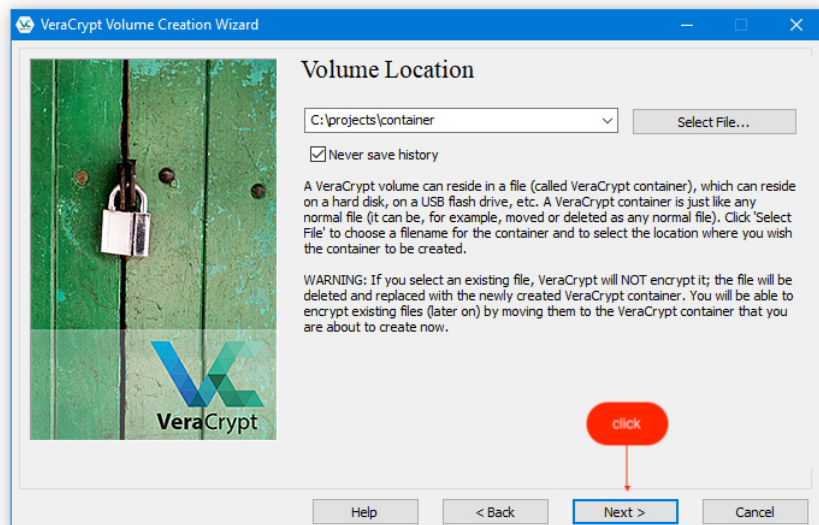 VeraCrypt Volume Creation Wizard
Volume Location
C:\projects\container
Select File...
Never save history
A VeraCrypt volume can reside in a file (called VeraCrypt container), which can reside
on a hard disk, on a USB flash drive, etc. A VeraCrypt container is just like any
normal file (it can be, for example, moved or deleted as any normal file). Click 'Select
File' to choose a filename for the container and to select the location where you wish
the container to be created.
WARNING: If you select an existing file, VeraCrypt will NOT encrypt it; the file will be
deleted and replaced with the newly created VeraCrypt container. You will be able to
encrypt existing files (later on) by moving them to the VeraCrypt container that you
are about to create now.
VeraCrypt
click
Help
< Back
Next >
Cancel